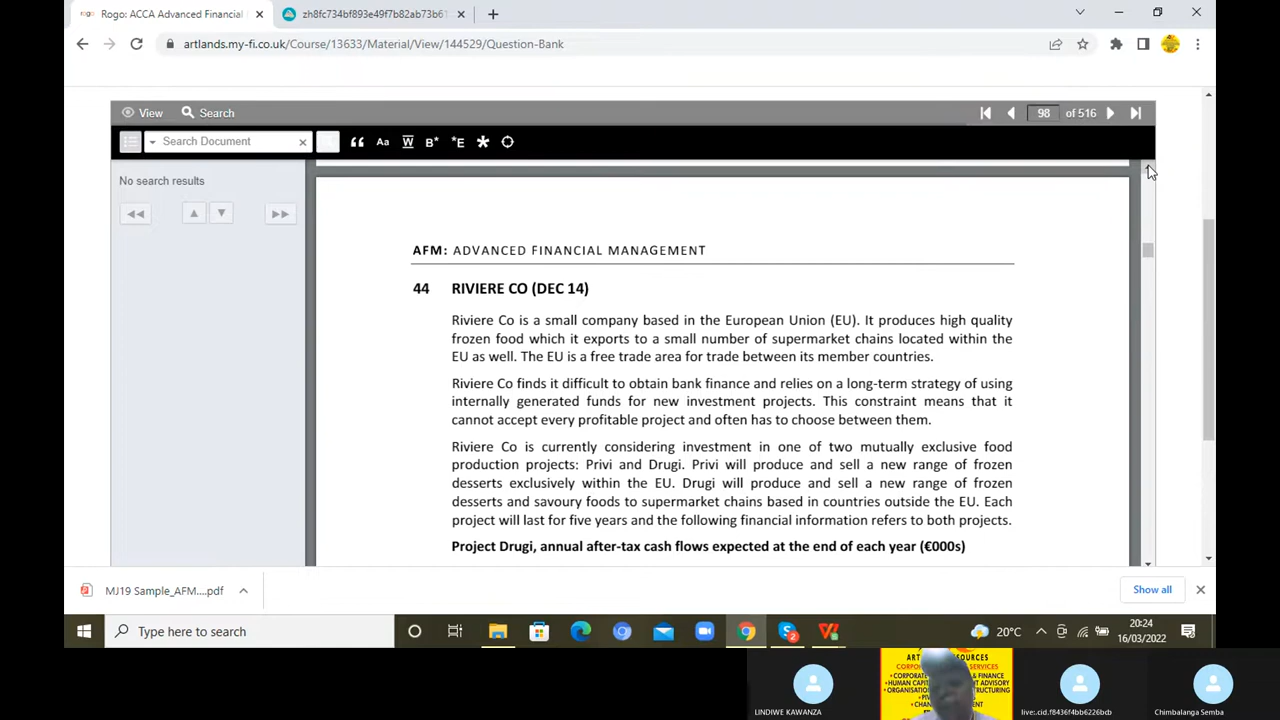 Rogo: ACCA Advanced Financial
zh8fc734bf893e49f7b82ab73b61
artlands.my-fi.co.uk/Course/13633/Material/View/144529/Question-Bank
View Search 98 of 516
Search Document
Aa W B* *E
No search results
AFM: ADVANCED FINANCIAL MANAGEMENT
44 RIVIERE CO (DEC 14)
Riviere Co is a small company based in the European Union (EU). It produces high quality
frozen food which it exports to a small number of supermarket chains located within the
EU as well. The EU is a free trade area for trade between its member countries.
Riviere Co finds it difficult to obtain bank finance and relies on a long-term strategy of using
internally generated funds for new investment projects. This constraint means that it
cannot accept every profitable project and often has to choose between them.
Riviere Co is currently considering investment in one of two mutually exclusive food
production projects: Privi and Drugi. Privi will produce and sell a new range of frozen
desserts exclusively within the EU. Drugi will produce and sell a new range of frozen
desserts and savoury foods to supermarket chains based in countries outside the EU. Each
project will last for five years and the following financial information refers to both projects.
Project Drugi, annual after-tax cash flows expected at the end of each year (€000s)
MJ19 Sample_AFM....pdf
Show all
Type here to search
20°C
20:24
16/03/2022
LINDIWE KAWANZA
live:.cid.f8436f4bb6226bcb
Chimbalanga Semba